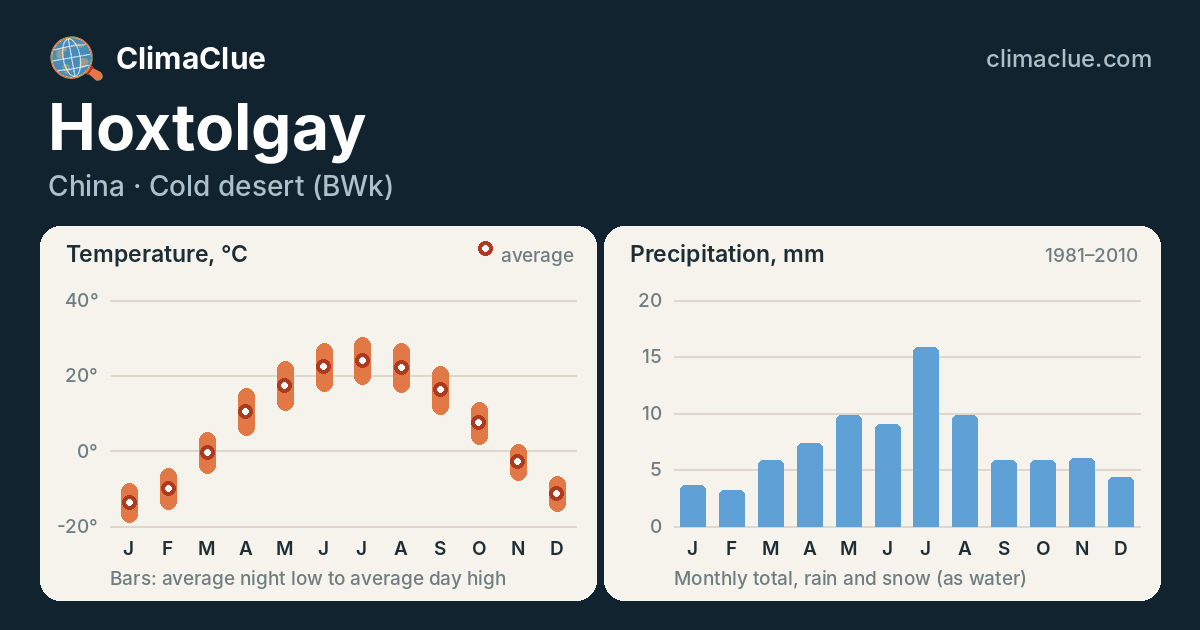 ClimaClue
climaclue.com
Hoxtolgay
China · Cold desert (BWk)
Temperature, °C
average
40°
20°
0°
-20°
J F M A M J J A S O N D
Bars: average night low to average day high
Precipitation, mm
1981–2010
20
15
10
5
0
J F M A M J J A S O N D
Monthly total, rain and snow (as water)